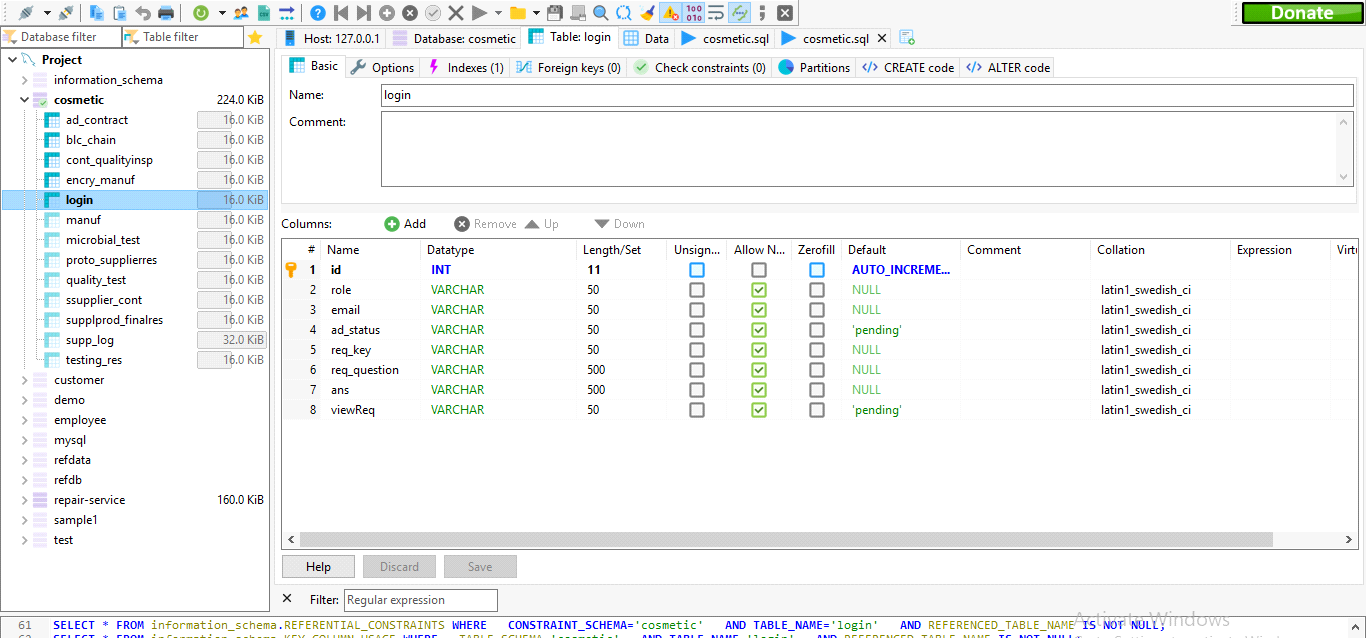 Donate
Database filter
Table filter
Host: 127.0.0.1
Database: cosmetic
Table: login
Data
cosmetic.sql
cosmetic.sql
Project
information_schema
cosmetic 224.0 KiB
ad_contract 16.0 KiB
blc_chain 16.0 KiB
cont_qualityinsp 16.0 KiB
encry_manuf 16.0 KiB
login 16.0 KiB
manuf 16.0 KiB
microbial_test 16.0 KiB
proto_supplierres 16.0 KiB
quality_test 16.0 KiB
ssupplier_cont 16.0 KiB
supplprod_finalres 16.0 KiB
supp_log 32.0 KiB
testing_res 16.0 KiB
customer
demo
employee
mysql
refdata
refdb
repair-service 160.0 KiB
sample1
test
Basic
Options
Indexes (1)
Foreign keys (0)
Check constraints (0)
Partitions
CREATE code
ALTER code
Name: login
Comment:
Columns: Add Remove Up Down
# Name Datatype Length/Set Unsign... Allow N... Zerofill Default Comment Collation Expression Virtu
1 id INT 11 AUTO_INCREME...
2 role VARCHAR 50 NULL latin1_swedish_ci
3 email VARCHAR 50 NULL latin1_swedish_ci
4 ad_status VARCHAR 50 'pending' latin1_swedish_ci
5 req_key VARCHAR 50 NULL latin1_swedish_ci
6 req_question VARCHAR 500 NULL latin1_swedish_ci
7 ans VARCHAR 500 NULL latin1_swedish_ci
8 viewReq VARCHAR 50 'pending' latin1_swedish_ci
Help Discard Save
Filter: Regular expression
Activate Windows
61 SELECT * FROM information_schema.REFERENTIAL_CONSTRAINTS WHERE CONSTRAINT_SCHEMA='cosmetic' AND TABLE_NAME='login' AND REFERENCED_TABLE_NAME IS NOT NULL;